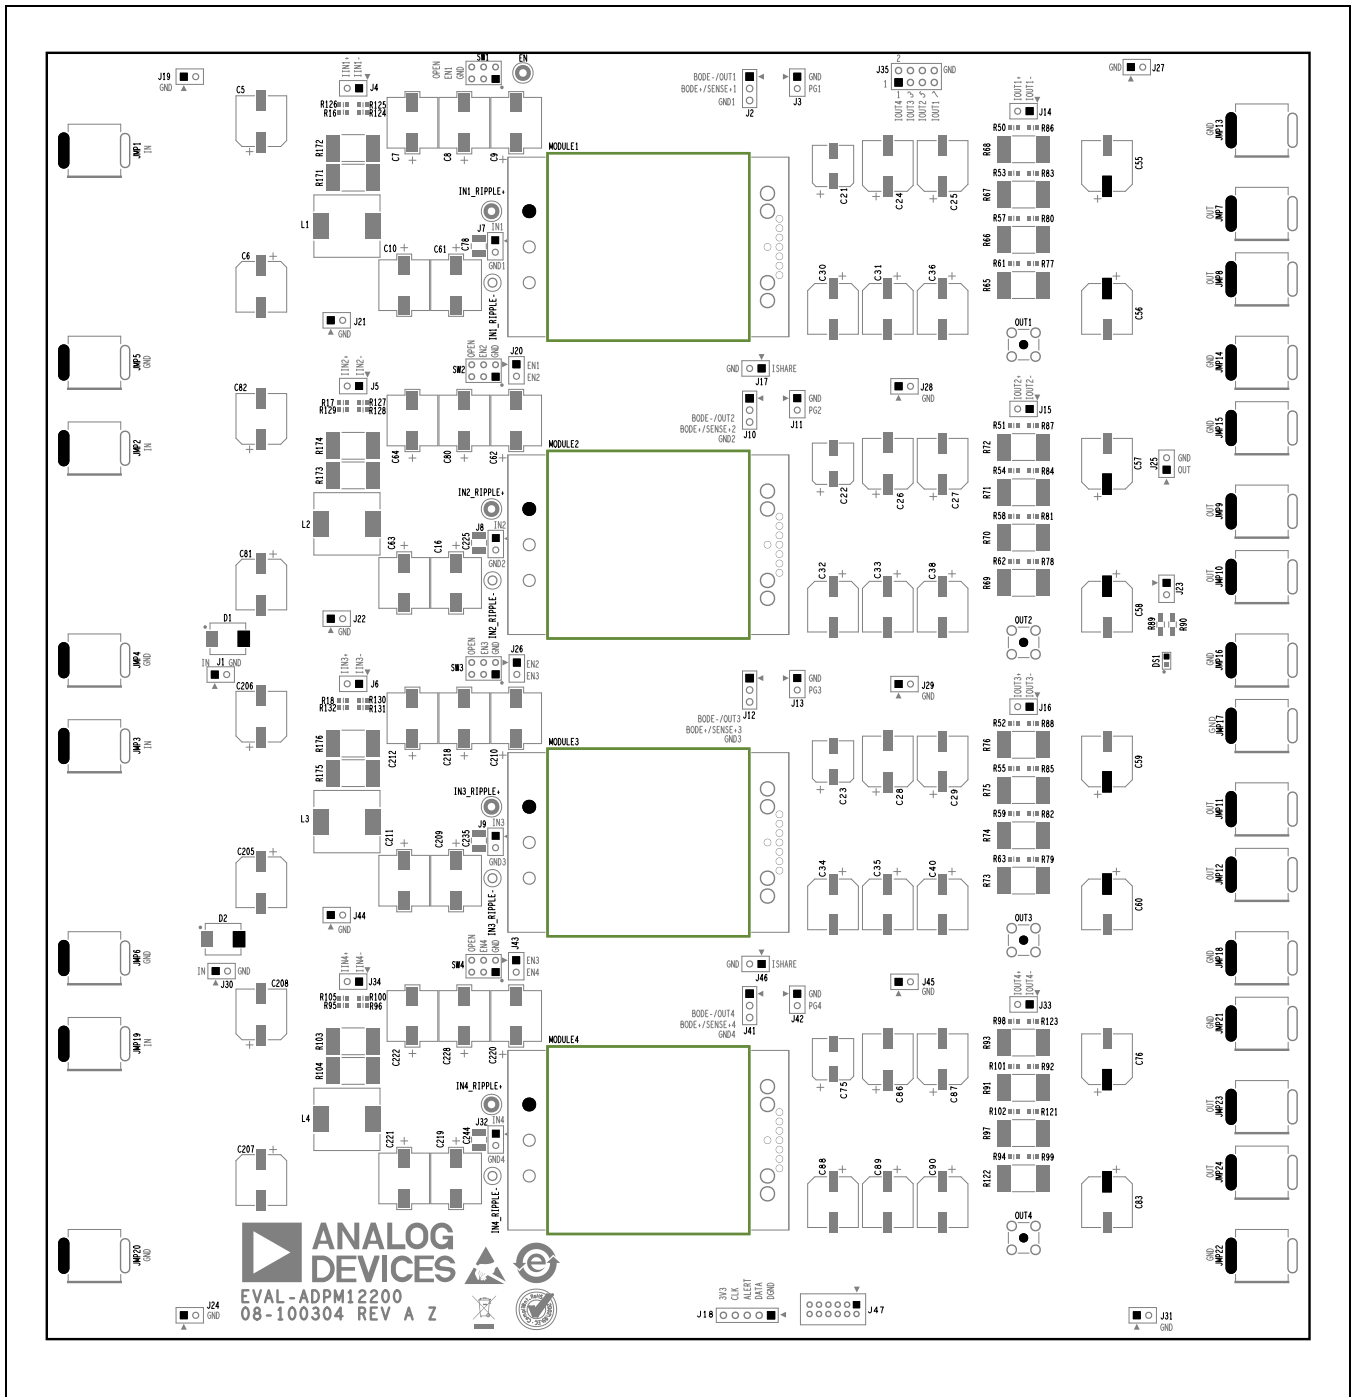 J19
GND
IIN1+
IIN1-
J4
OPEN
EN1
GND
SW1
EN
BODE-/OUT1
BODE+/SENSE+1
GND1
J2
GND
PG1
J3
J35
2
1
GND
IOUT4
IOUT3
IOUT2
IOUT1
1
3
5
7
IOUT1+
IOUT1-
J14
GND
J27
C5
R126
R16
R125
R124
R172
R171
L1
C7
C8
C9
MODULE1
JMP1
IN
IN1_RIPPLE+
IN1
J7
C78
GND1
IN1_RIPPLE-
C6
C10
C61
J21
GND
C21
C24
C25
C30
C31
C36
R50
R86
R68
R53
R83
R67
R57
R80
R66
R61
R77
R65
OUT1
C55
C56
GND
JMP13
OUT
JMP7
OUT
JMP8
GND
JMP14
JMP5
GND
JMP2
IN
C82
IIN2+
IIN2-
J5
R17
R129
R127
R128
R174
R173
L2
OPEN
EN2
GND
SW2
J20
EN1
EN2
C64
C80
C62
MODULE2
GND
ISHARE
J17
BODE-/OUT2
BODE+/SENSE+2
GND2
J10
GND
PG2
J11
J28
GND
IOUT2+
IOUT2-
J15
IN2_RIPPLE+
IN2
J8
C225
GND2
IN2_RIPPLE-
C81
C63
C16
J22
GND
C22
C26
C27
C32
C33
C38
R51
R87
R72
R54
R84
R71
R58
R81
R70
R62
R78
R69
OUT2
C57
C58
J25
GND
OUT
J23
R89
R90
DS1
GND
JMP15
OUT
JMP9
OUT
JMP10
GND
JMP16
D1
IN
J1
GND
JMP4
GND
JMP3
IN
C206
IIN3+
IIN3-
J6
R18
R132
R130
R131
R176
R175
L3
OPEN
EN3
GND
SW3
J26
EN2
EN3
C212
C218
C210
MODULE3
J12
BODE-/OUT3
BODE+/SENSE+3
GND3
GND
PG3
J13
J29
GND
IOUT3+
IOUT3-
J16
IN3_RIPPLE+
IN3
J9
C235
GND3
IN3_RIPPLE-
C205
C211
C209
J44
GND
C23
C28
C29
C34
C35
C40
R52
R88
R76
R55
R85
R75
R59
R82
R74
R63
R79
R73
OUT3
C59
C60
GND
JMP17
OUT
JMP11
OUT
JMP12
GND
JMP18
D2
IN
GND
J30
JMP6
GND
JMP19
IN
C208
IIN4+
IIN4-
J34
R105
R95
R100
R96
R103
R104
L4
OPEN
EN4
GND
SW4
J43
EN3
EN4
C222
C228
C220
MODULE4
GND
ISHARE
J46
BODE-/OUT4
BODE+/SENSE+4
GND4
J41
GND
PG4
J42
J45
GND
IOUT4+
IOUT4-
J33
IN4_RIPPLE+
IN4
J32
C244
GND4
IN4_RIPPLE-
C207
C221
C219
C75
C86
C87
C88
C89
C90
R98
R123
R93
R101
R92
R91
R102
R121
R97
R94
R99
R122
OUT4
C76
C83
GND
JMP21
OUT
JMP23
OUT
JMP24
GND
JMP22
JMP20
GND
J24
GND
ANALOG
DEVICES
EVAL-ADPM12200
08-100304 REV A Z
e
3V3
CLK
ALERT
DATA
DGND
J18
J47
J31
GND